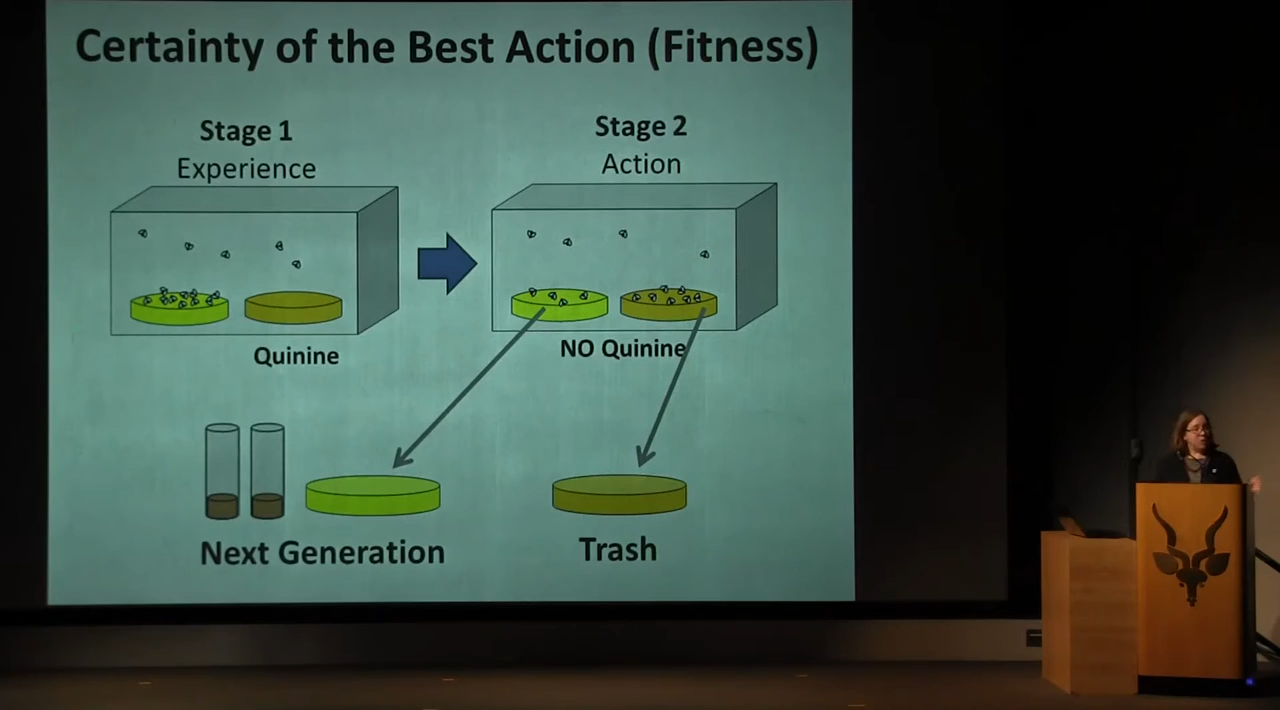 Certainty of the Best Action (Fitness)
Stage 1
Experience
Stage 2
Action
Quinine
NO Quinine
Next Generation
Trash